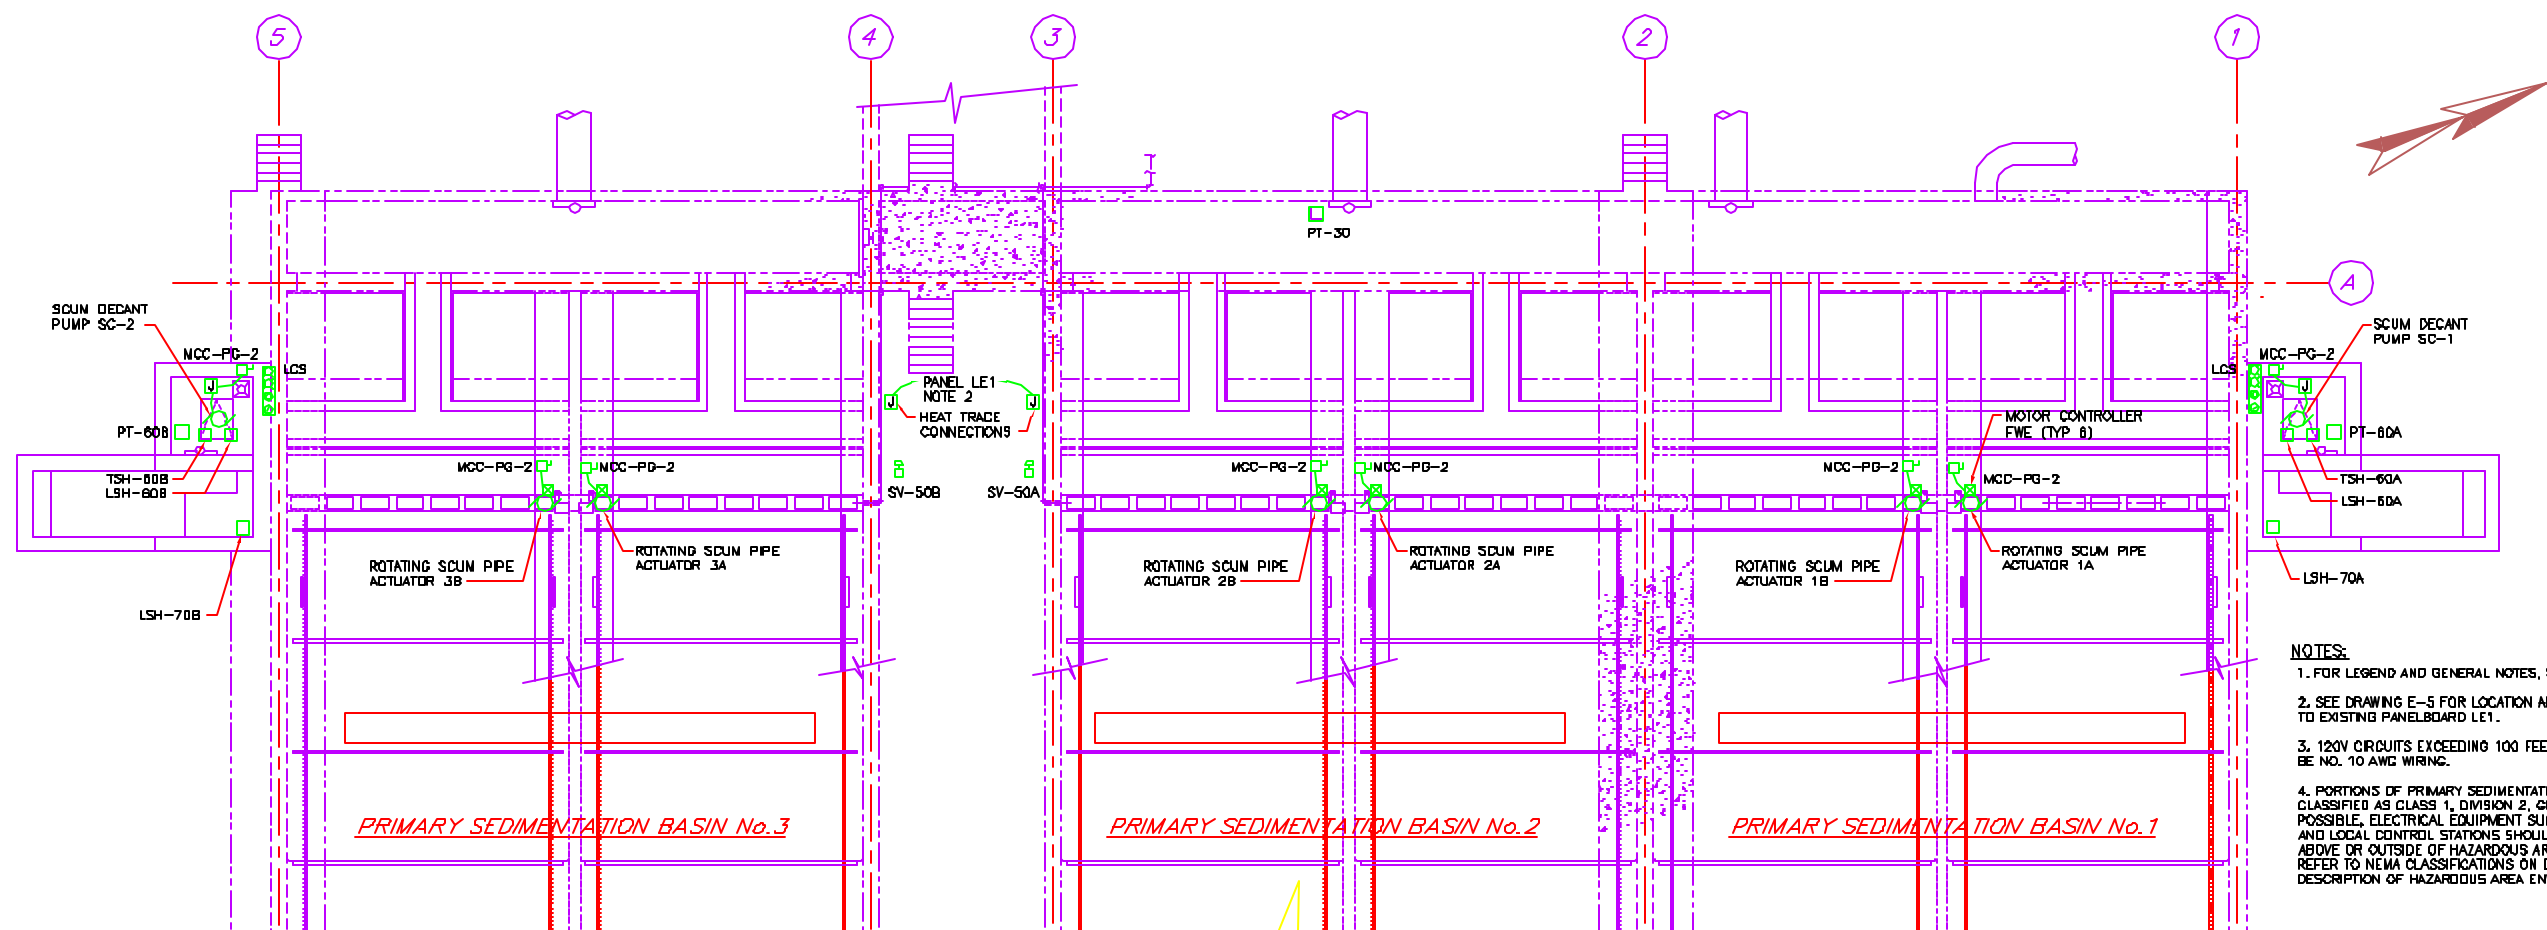 5
4
3
2
1
A
PT-30
SCUM DECANT
PUMP SC-2
MCC-PG-2
LCS
J
PT-60B
TSH-60B
LSH-60B
LSH-70B
PANEL LE1
NOTE 2
J
J
HEAT TRACE
CONNECTIONS
SV-50B
SV-50A
MCC-PG-2
MCC-PG-2
MCC-PG-2
MCC-PG-2
MCC-PG-2
MCC-PG-2
MOTOR CONTROLLER
FWE (TYP 6)
SCUM DECANT
PUMP SC-1
MCC-PG-2
LCS
J
PT-60A
TSH-60A
LSH-60A
LSH-70A
ROTATING SCUM PIPE
ACTUATOR 3B
ROTATING SCUM PIPE
ACTUATOR 3A
ROTATING SCUM PIPE
ACTUATOR 2B
ROTATING SCUM PIPE
ACTUATOR 2A
ROTATING SCUM PIPE
ACTUATOR 1B
ROTATING SCUM PIPE
ACTUATOR 1A
PRIMARY SEDIMENTATION BASIN No.3
PRIMARY SEDIMENTATION BASIN No.2
PRIMARY SEDIMENTATION BASIN No.1
NOTES:
1. FOR LEGEND AND GENERAL NOTES,
2. SEE DRAWING E-5 FOR LOCATION
TO EXISTING PANELBOARD LE1.
3. 120V CIRCUITS EXCEEDING 100 FEE
BE NO. 10 AWG WIRING.
4. PORTIONS OF PRIMARY SEDIMENTATI
CLASSIFIED AS CLASS 1, DIVISION 2,
POSSIBLE, ELECTRICAL EQUIPMENT SU
AND LOCAL CONTROL STATIONS SHOUL
ABOVE OR OUTSIDE OF HAZARDOUS AR
REFER TO NEMA CLASSIFICATIONS ON
DESCRIPTION OF HAZARDOUS AREA EN